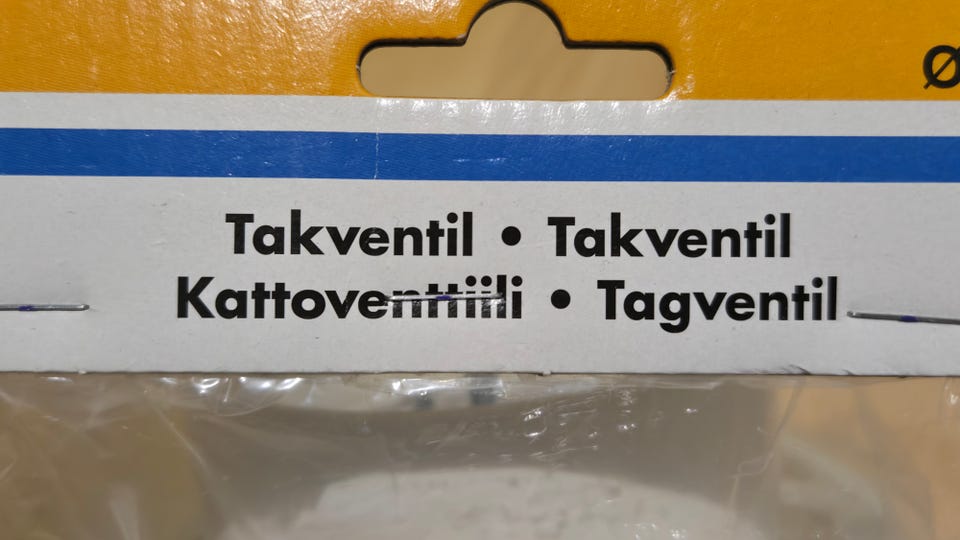 Ø
Takventil • Takventil
Kattoventtiili • Tagventil